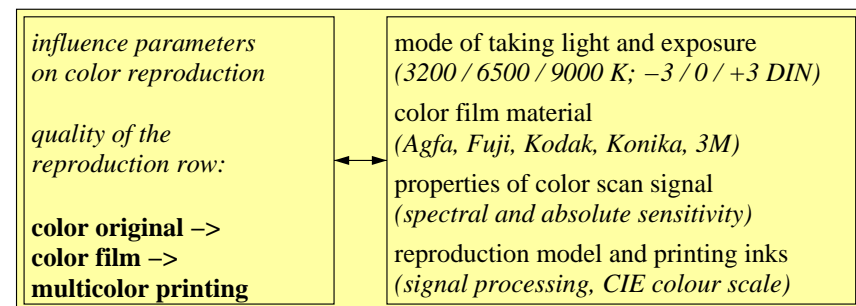 influence parameters
on color reproduction
quality of the
reproduction row:
color original −>
color film −>
multicolor printing
mode of taking light and exposure
(3200 / 6500 / 9000 K; −3 / 0 / +3 DIN)
color film material
(Agfa, Fuji, Kodak, Konika, 3M)
properties of color scan signal
(spectral and absolute sensitivity)
reproduction model and printing inks
(signal processing, CIE colour scale)